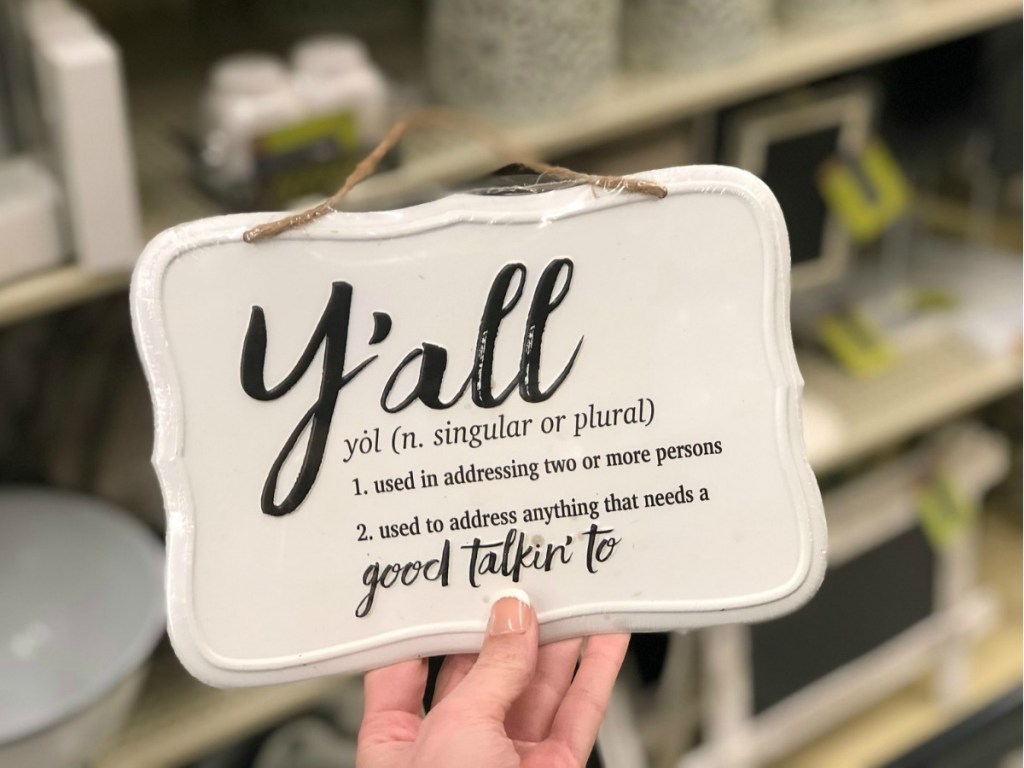 Y'all
yȯl (n. singular or plural)
1. used in addressing two or more persons
2. used to address anything that needs a
good talkin' to